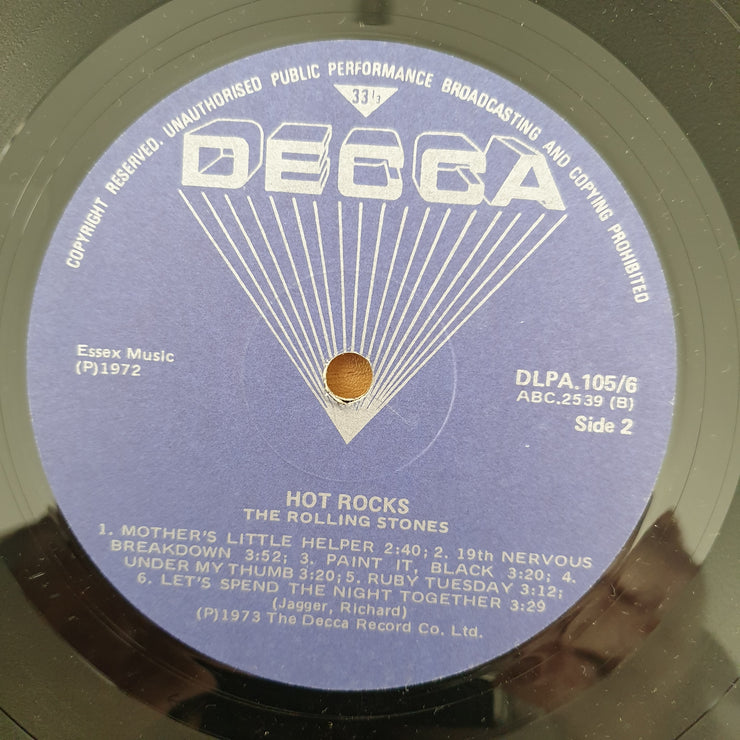 COPYRIGHT RESERVED. UNAUTHORISED PUBLIC PERFORMANCE BROADCASTING AND COPYING PROHIBITED
33⅓
DECCA
Essex Music
(P)1972
DLPA.105/6
ABC.2539 (B)
Side 2
HOT ROCKS
THE ROLLING STONES
1. MOTHER'S LITTLE HELPER 2:40; 2. 19th NERVOUS
BREAKDOWN 3:52; 3. PAINT IT, BLACK 3:20; 4.
UNDER MY THUMB 3:20; 5. RUBY TUESDAY 3:12;
6. LET'S SPEND THE NIGHT TOGETHER 3:29
(Jagger, Richard)
(P)1973 The Decca Record Co. Ltd.